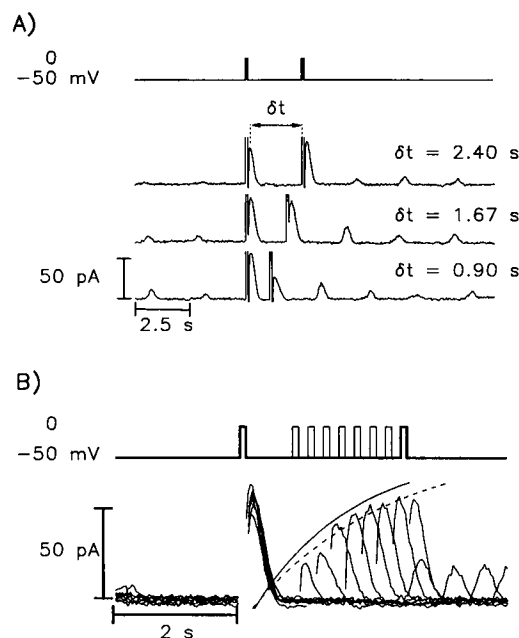 A)
0
−50 mV
δt
δt = 2.40 s
δt = 1.67 s
δt = 0.90 s
50 pA
2.5 s
B)
0
−50 mV
50 pA
2 s